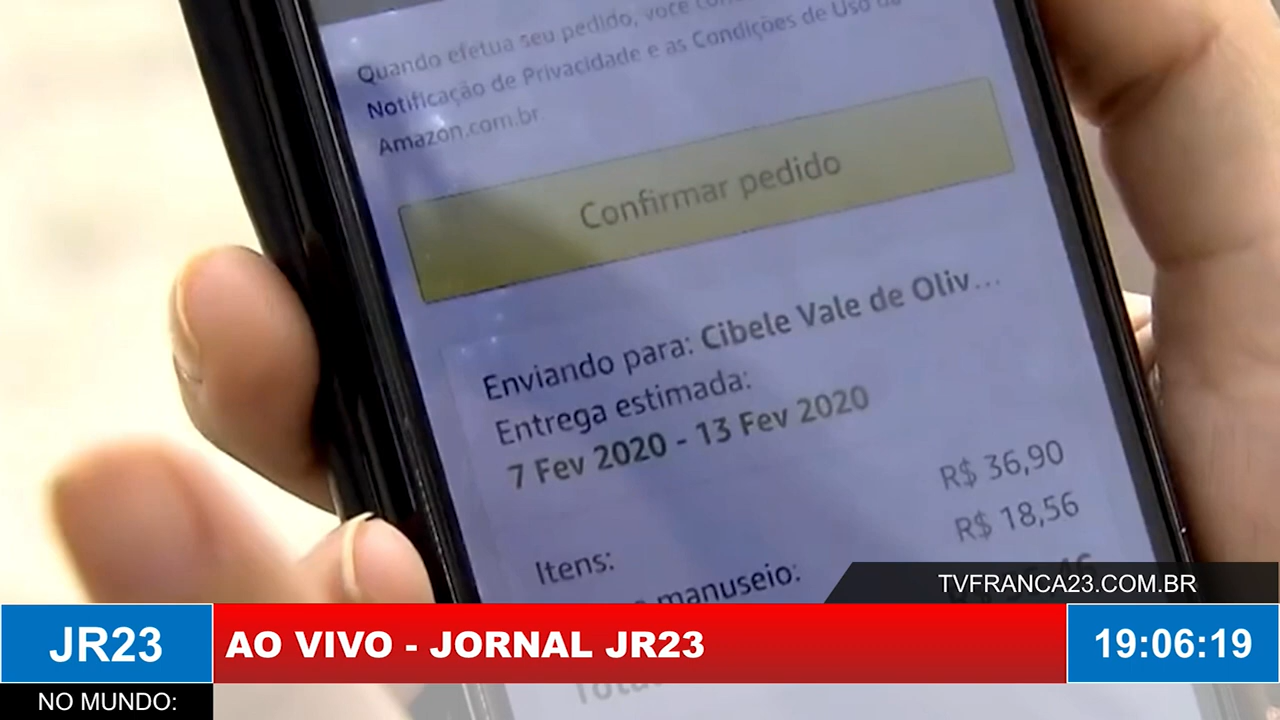 Quando efetua seu pedido, você
Notificação de Privacidade e as Condições de Uso da
Amazon.com.br
Confirmar pedido
Enviando para: Cibele Vale de Oliv...
Entrega estimada:
7 Fev 2020 - 13 Fev 2020
R$ 36,90
Itens:
R$ 18,56
manuseio:
TVFRANCA23.COM.BR
JR23
AO VIVO - JORNAL JR23
19:06:19
NO MUNDO: